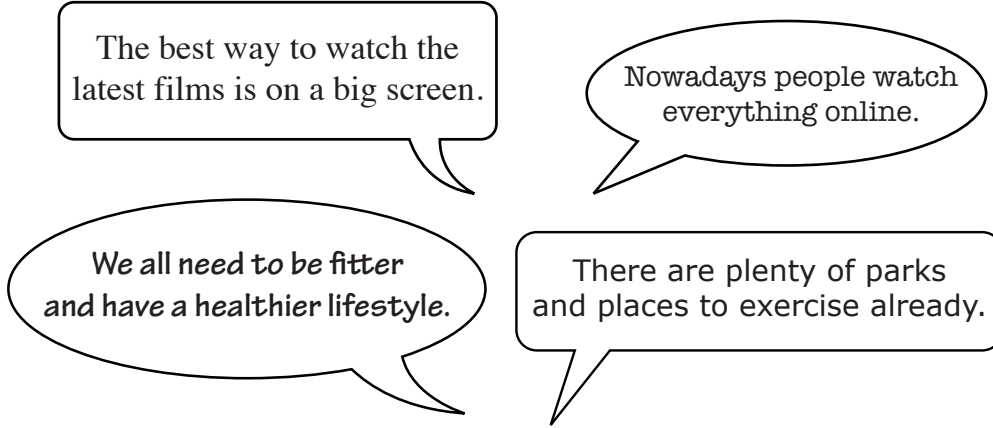 The best way to watch the
latest films is on a big screen.
Nowadays people watch
everything online.
We all need to be fitter
and have a healthier lifestyle.
There are plenty of parks
and places to exercise already.